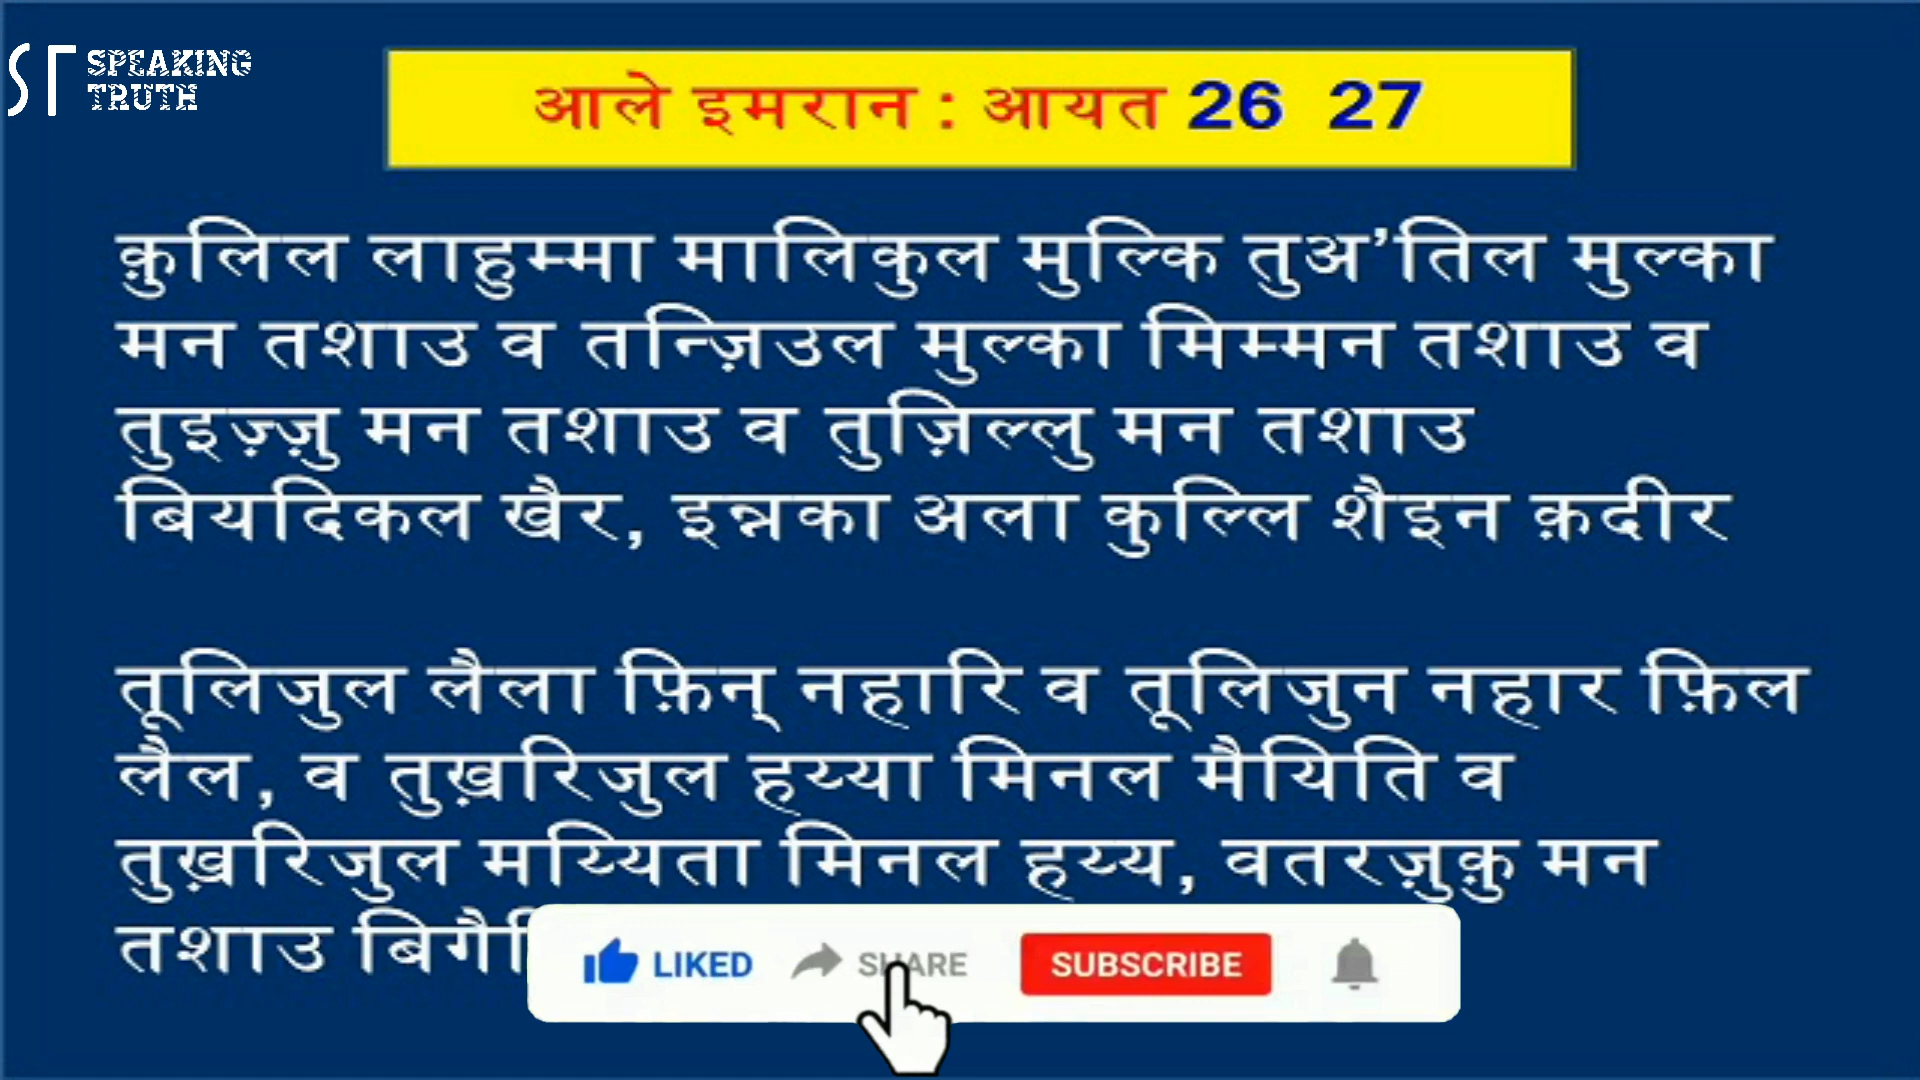 ST SPEAKING
TRUTH
आले इमरान : आयत 26 27
क़ुलिल लाहुम्मा मालिकुल मुल्कि तुअ’तिल मुल्का
मन तशाउ व तन्ज़िउल मुल्का मिम्मन तशाउ व
तुइज़्ज़ु मन तशाउ व तुज़िल्लु मन तशाउ
बियदिकल खैर, इन्नका अला कुल्लि शैइन क़दीर
तूलिजुल लैला फ़िन् नहारि व तूलिजुन नहार फ़िल
लैल, व तुख़रिजुल हय्या मिनल मैयिति व
तुख़रिजुल मय्यिता मिनल हय्य, वतरज़ुक़ु मन
तशाउ
LIKED SHARE SUBSCRIBE